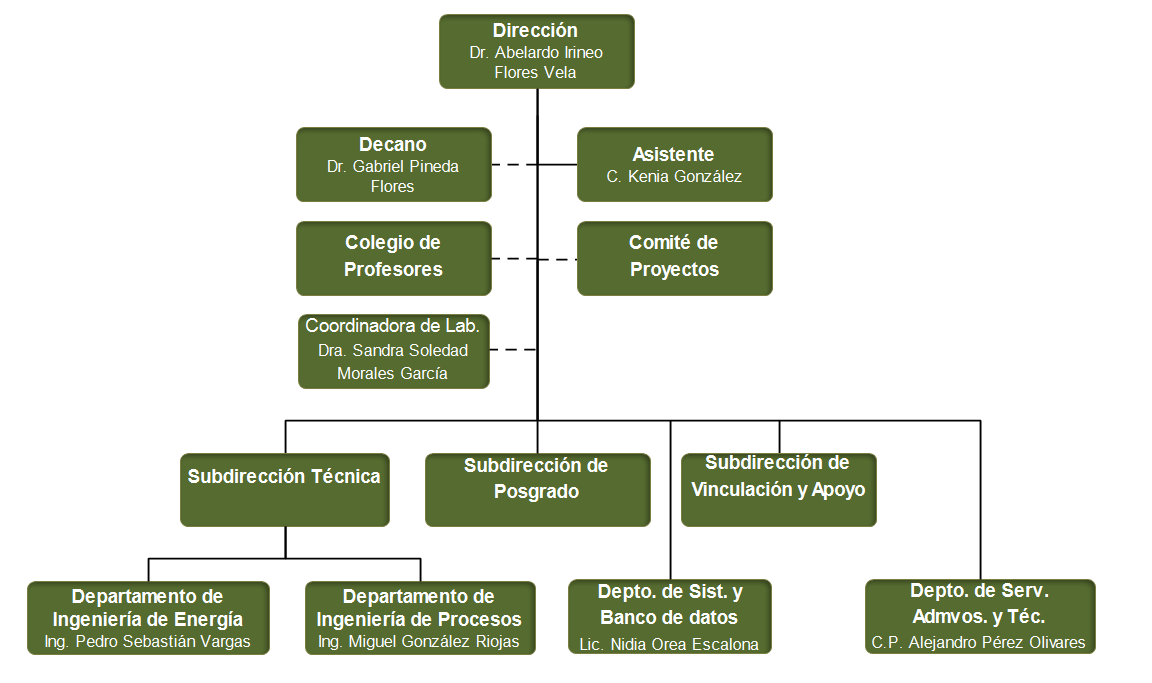 Dirección
Dr. Abelardo Irineo
Flores Vela
Decano
Dr. Gabriel Pineda
Flores
Asistente
C. Kenia González
Colegio de
Profesores
Comité de
Proyectos
Coordinadora de Lab.
Dra. Sandra Soledad
Morales García
Subdirección Técnica
Subdirección de
Posgrado
Subdirección de
Vinculación y Apoyo
Departamento de
Ingeniería de Energía
Ing. Pedro Sebastián Vargas
Departamento de
Ingeniería de Procesos
Ing. Miguel González Riojas
Depto. de Sist. y
Banco de datos
Lic. Nidia Orea Escalona
Depto. de Serv.
Admvos. y Téc.
C.P. Alejandro Pérez Olivares